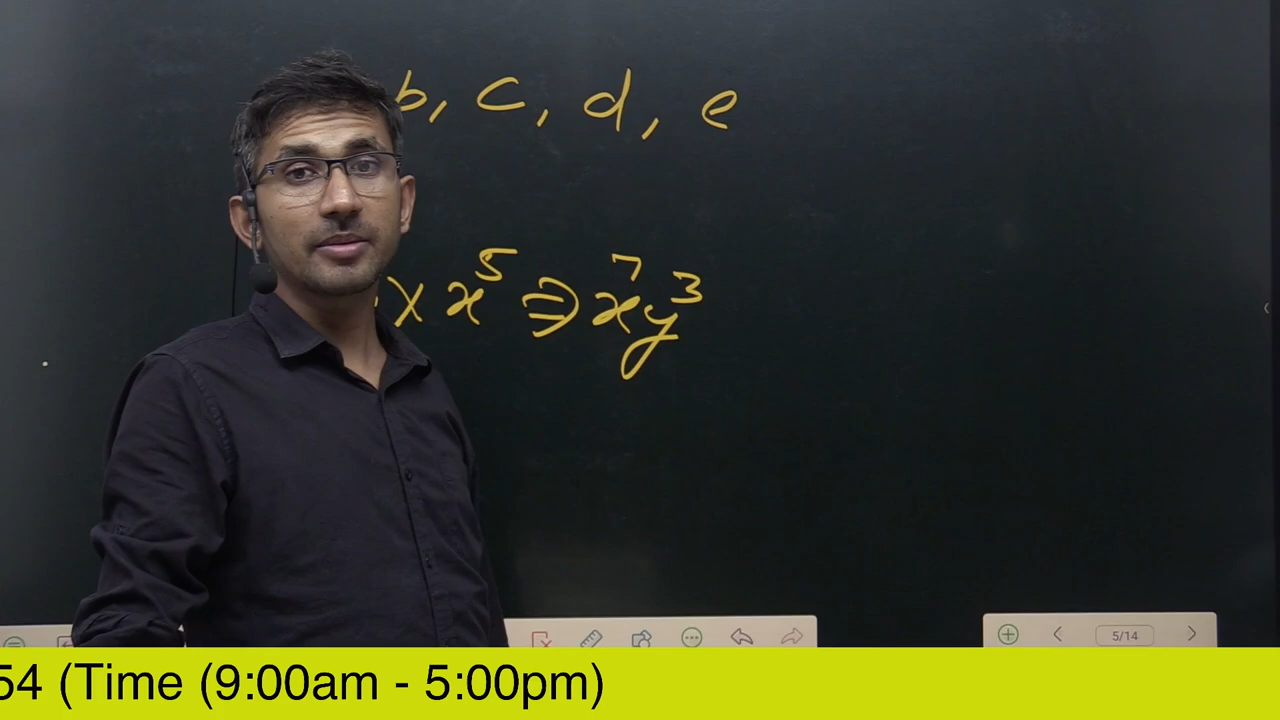 b, c, d, e
× x⁵ ⇒ x⁷y³
5/14
54 (Time (9:00am - 5:00pm)